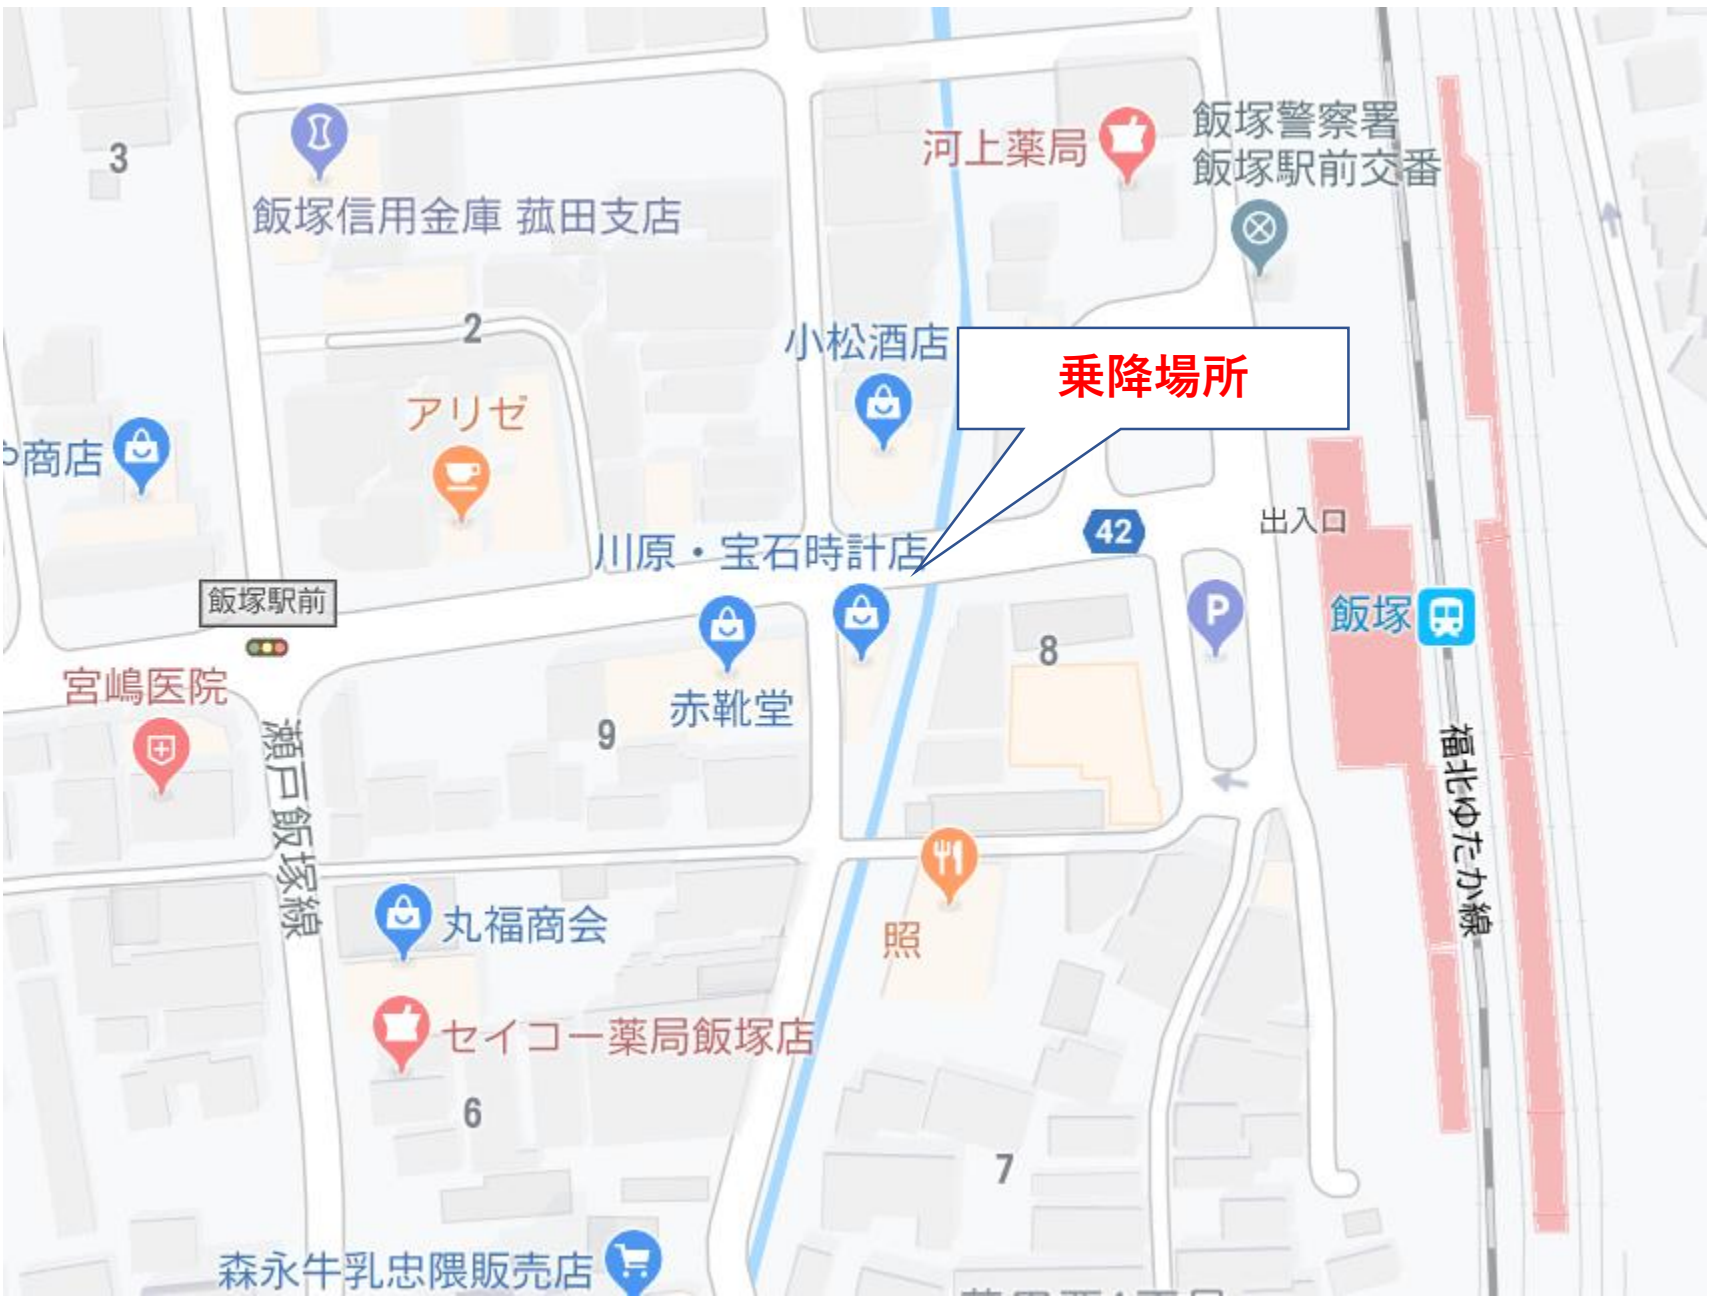 飯塚警察署
飯塚駅前交番
河上薬局
3
飯塚信用金庫 菰田支店
2
小松酒店
乗降場所
アリゼ
商店
42
出入口
川原・宝石時計店
飯塚駅前
P
飯塚
8
宮嶋医院
赤靴堂
9
瀬戸飯塚線
福北ゆたか線
丸福商会
照
セイコー薬局飯塚店
6
7
森永牛乳忠隈販売店